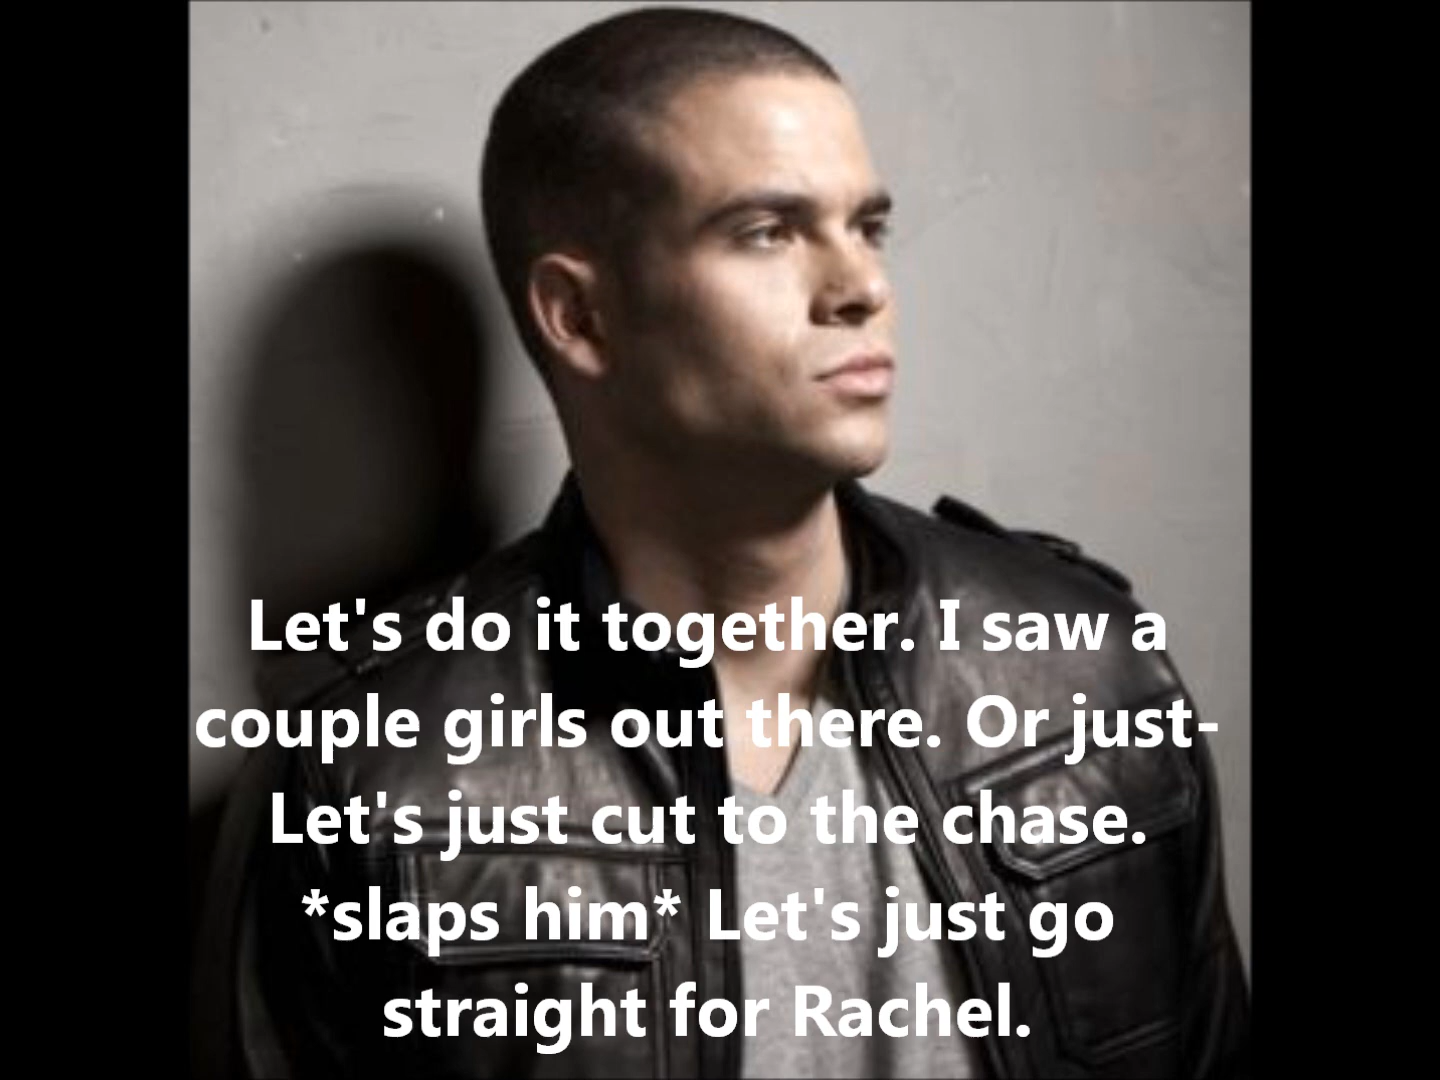 Let's do it together. I saw a
couple girls out there. Or just-
Let's just cut to the chase.
*slaps him* Let's just go
straight for Rachel.